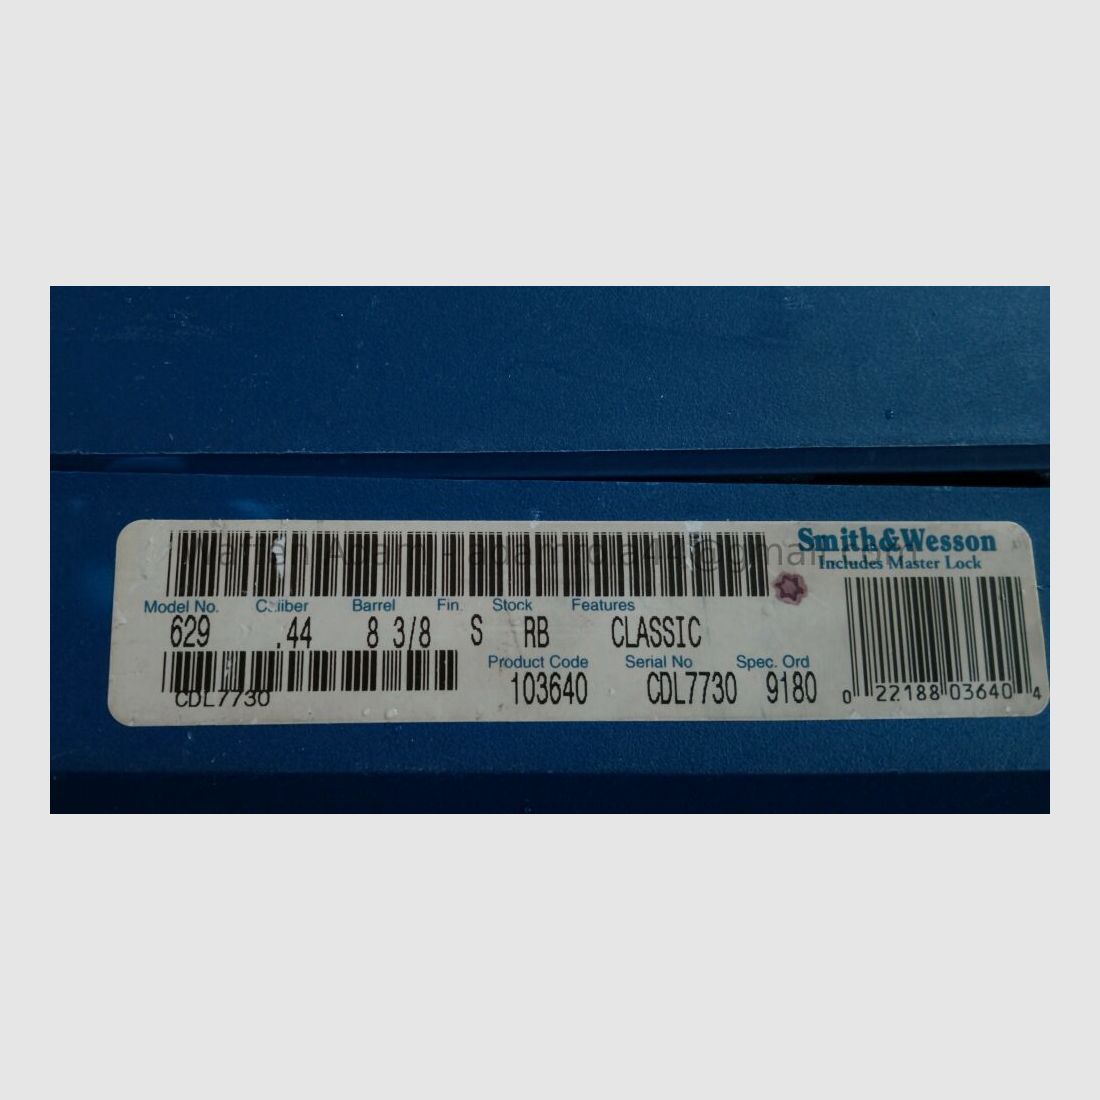 Smith&Wesson
Includes Master Lock
Model No. Caliber Barrel Fin. Stock Features
629 .44 8 3/8 S RB CLASSIC
Product Code Serial No Spec. Ord
103640 CDL7730 9180
CDL7730
0 22188 03640 4